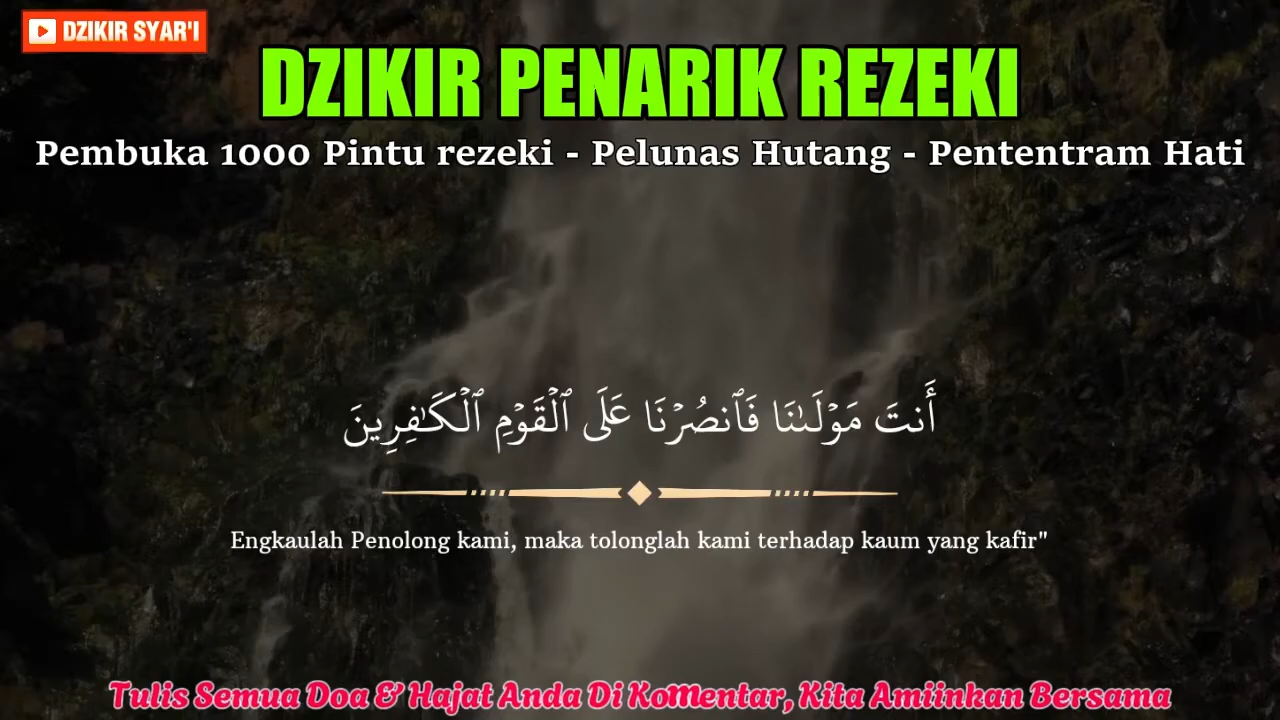 DZIKIR SYAR'I
DZIKIR PENARIK REZEKI
Pembuka 1000 Pintu rezeki - Pelunas Hutang - Pententram Hati
أَنتَ مَوْلَىٰنَا فَٱنصُرْنَا عَلَى ٱلْقَوْمِ ٱلْكَـٰفِرِينَ
Engkaulah Penolong kami, maka tolonglah kami terhadap kaum yang kafir"
Tulis Semua Doa & Hajat Anda Di Komentar, Kita Amiinkan Bersama